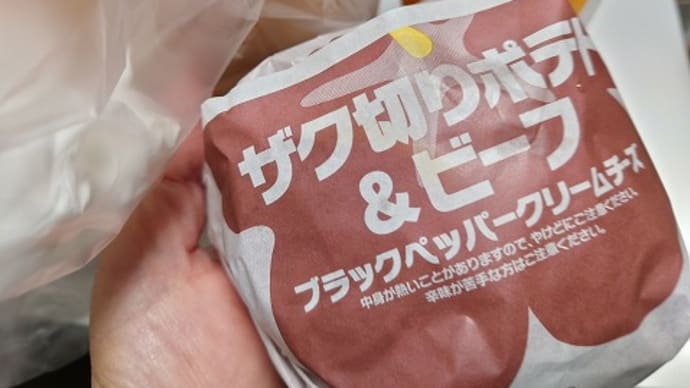 ザク切りポテト
&ビーフ
ブラックペッパークリームチーズ
中身が熱いことがありますので、やけどにご注意ください。
辛味が苦手な方はご注意ください。